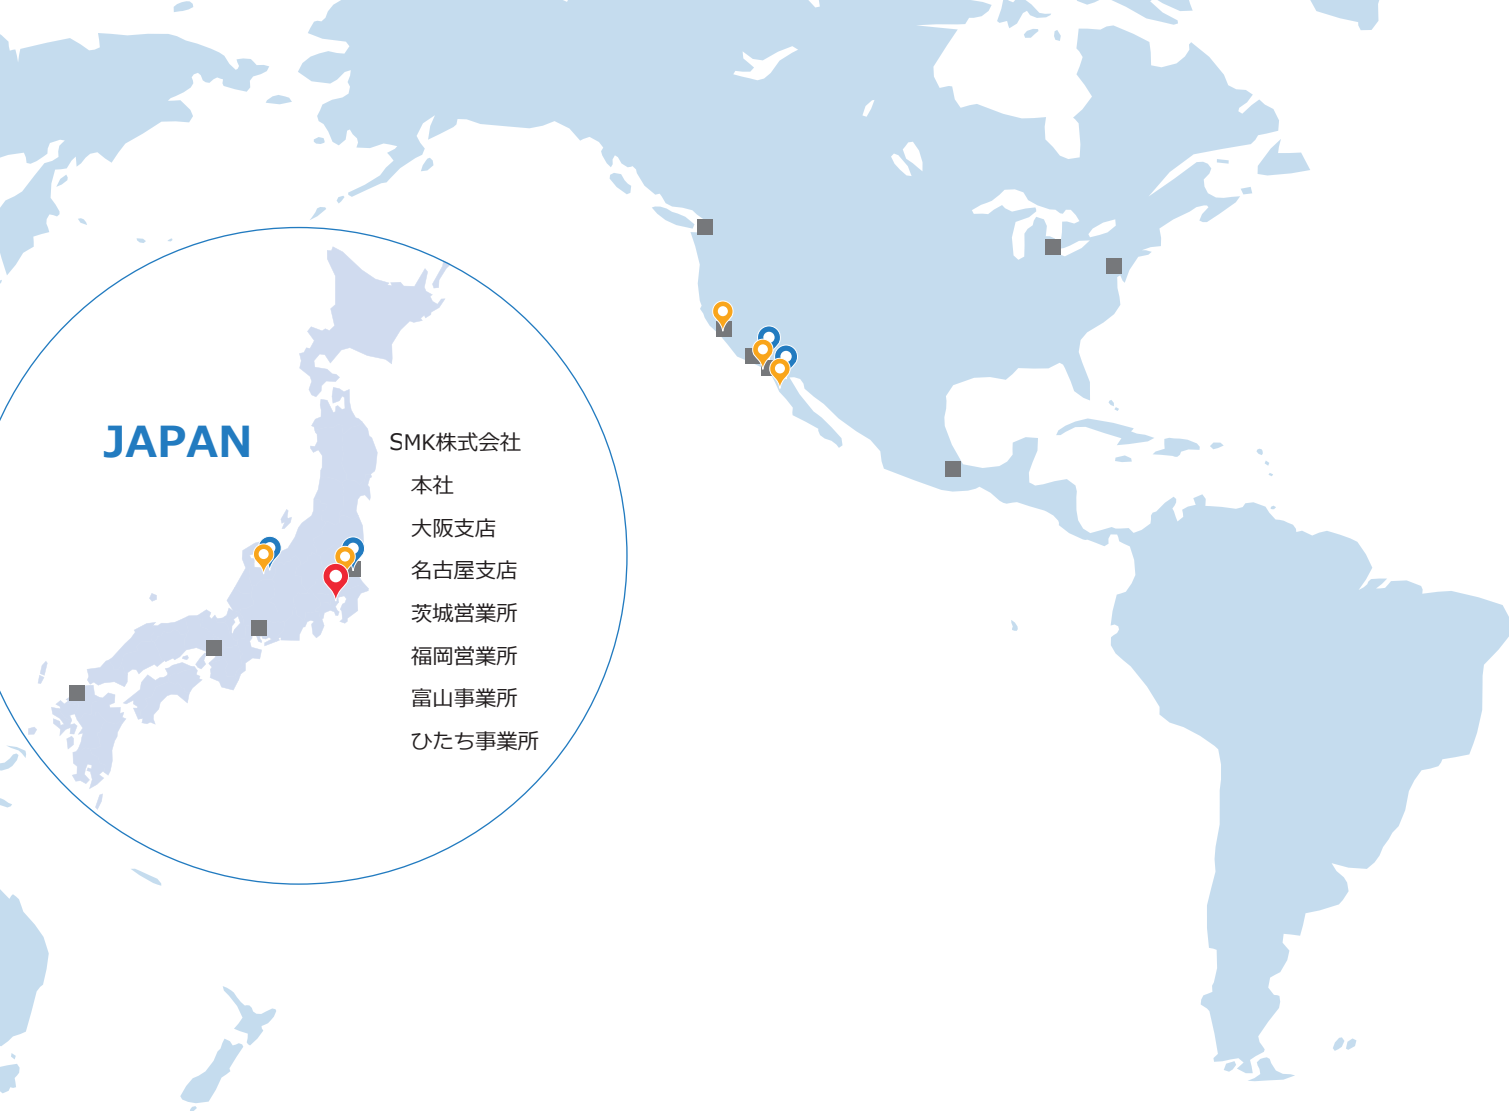 JAPAN
SMK株式会社
本社
大阪支店
名古屋支店
茨城営業所
福岡営業所
富山事業所
ひたち事業所